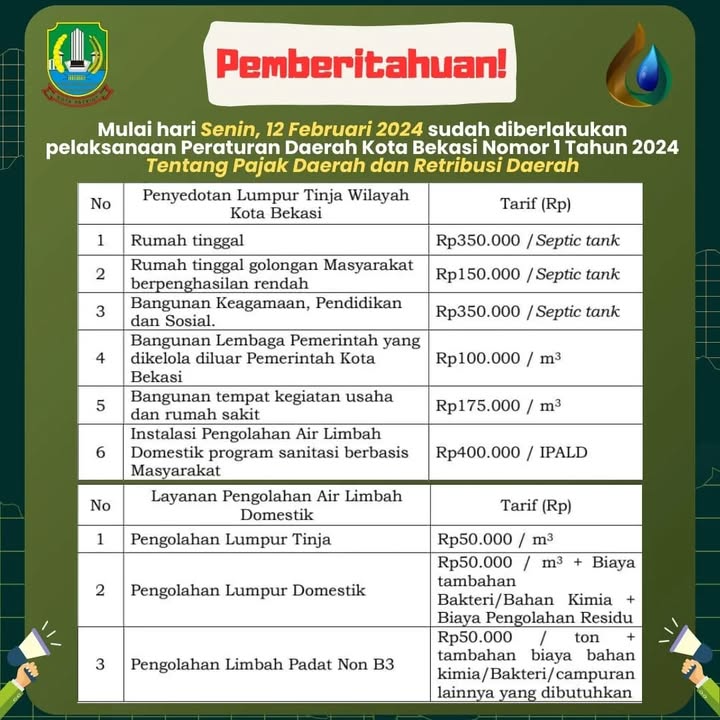 KOTA BEKASI
Pemberitahuan!
Mulai hari Senin, 12 Februari 2024 sudah diberlakukan
pelaksanaan Peraturan Daerah Kota Bekasi Nomor 1 Tahun 2024
Tentang Pajak Daerah dan Retribusi Daerah
No
Penyedotan Lumpur Tinja Wilayah
Kota Bekasi
Tarif (Rp)
1
Rumah tinggal
Rp350.000 /Septic tank
2
Rumah tinggal golongan Masyarakat
berpenghasilan rendah
Rp150.000 /Septic tank
3
Bangunan Keagamaan, Pendidikan
dan Sosial.
Rp350.000 /Septic tank
4
Bangunan Lembaga Pemerintah yang
dikelola diluar Pemerintah Kota
Bekasi
Rp100.000 / m³
5
Bangunan tempat kegiatan usaha
dan rumah sakit
Rp175.000 / m³
6
Instalasi Pengolahan Air Limbah
Domestik program sanitasi berbasis
Masyarakat
Rp400.000 / IPALD
No
Layanan Pengolahan Air Limbah
Domestik
Tarif (Rp)
1
Pengolahan Lumpur Tinja
Rp50.000 / m³
2
Pengolahan Lumpur Domestik
Rp50.000 / m³ + Biaya
tambahan
Bakteri/Bahan Kimia +
Biaya Pengolahan Residu
3
Pengolahan Limbah Padat Non B3
Rp50.000 / ton +
tambahan biaya bahan
kimia/Bakteri/campuran
lainnya yang dibutuhkan